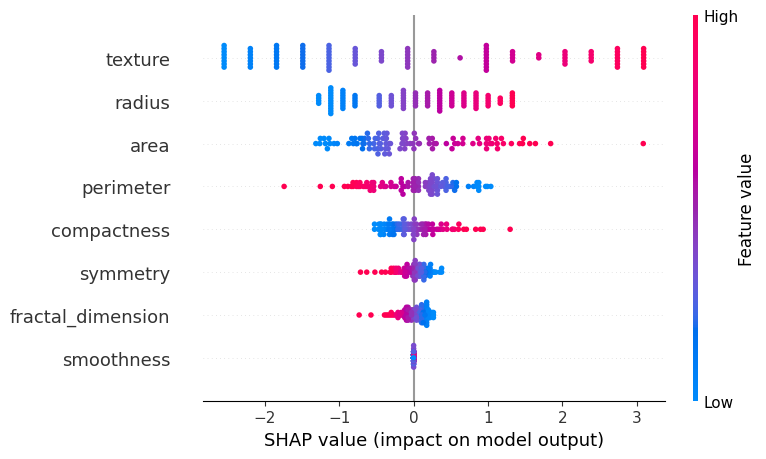 High
texture
radius
area
perimeter
compactness
symmetry
fractal_dimension
smoothness
Feature value
Low
−2 −1 0 1 2 3
SHAP value (impact on model output)